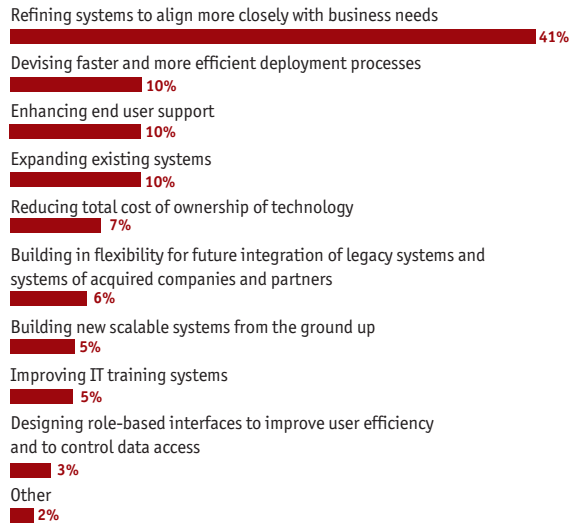 Refining systems to align more closely with business needs
41%
Devising faster and more efficient deployment processes
10%
Enhancing end user support
10%
Expanding existing systems
10%
Reducing total cost of ownership of technology
7%
Building in flexibility for future integration of legacy systems and
systems of acquired companies and partners
6%
Building new scalable systems from the ground up
5%
Improving IT training systems
5%
Designing role-based interfaces to improve user efficiency
and to control data access
3%
Other
2%